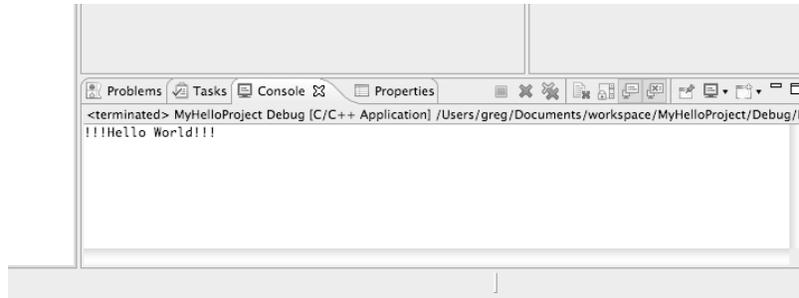 Problems Tasks Console Properties
<terminated> MyHelloProject Debug [C/C++ Application] /Users/greg/Documents/workspace/MyHelloProject/Debug/
!!!Hello World!!!